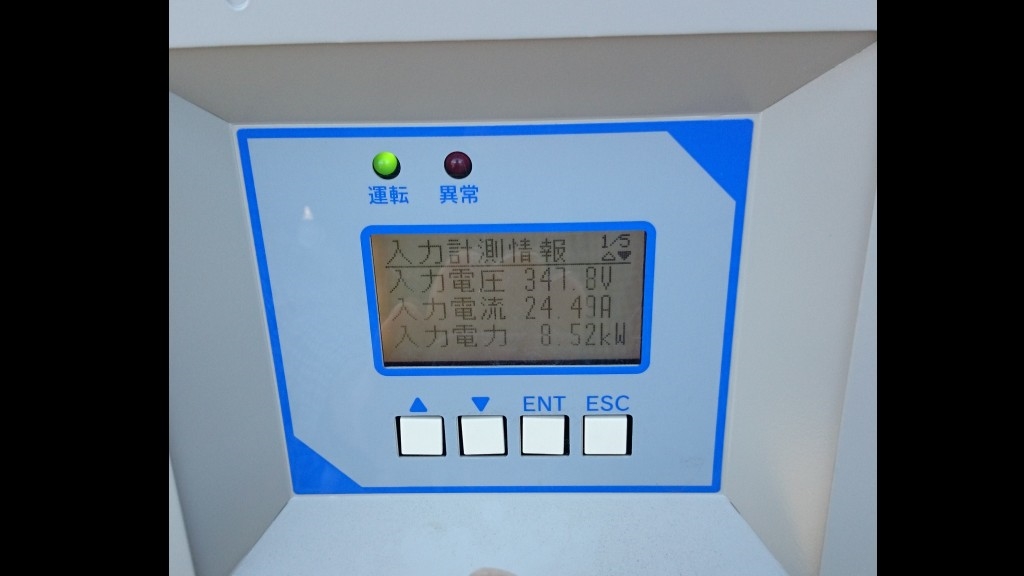 運転 異常
入力計測情報 1/5
△▼
入力電圧 347.8V
入力電流 24.49A
入力電力 8.52kW
▲ ▼ ENT ESC